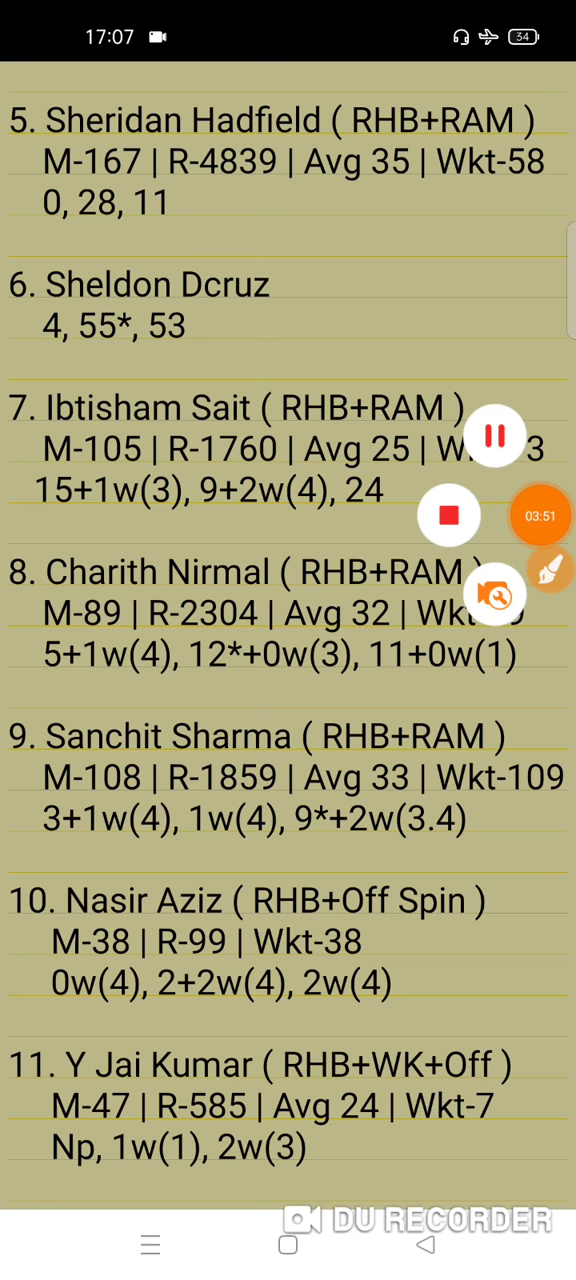 17:07
34
5. Sheridan Hadfield ( RHB+RAM )
M-167 | R-4839 | Avg 35 | Wkt-58
0, 28, 11
6. Sheldon Dcruz
4, 55*, 53
7. Ibtisham Sait ( RHB+RAM )
M-105 | R-1760 | Avg 25 |
15+1w(3), 9+2w(4), 24
03:51
8. Charith Nirmal ( RHB+RAM )
M-89 | R-2304 | Avg 32 |
5+1w(4), 12*+0w(3), 11+0w(1)
9. Sanchit Sharma ( RHB+RAM )
M-108 | R-1859 | Avg 33 | Wkt-109
3+1w(4), 1w(4), 9*+2w(3.4)
10. Nasir Aziz ( RHB+Off Spin )
M-38 | R-99 | Wkt-38
0w(4), 2+2w(4), 2w(4)
11. Y Jai Kumar ( RHB+WK+Off )
M-47 | R-585 | Avg 24 | Wkt-7
Np, 1w(1), 2w(3)
DU RECORDER